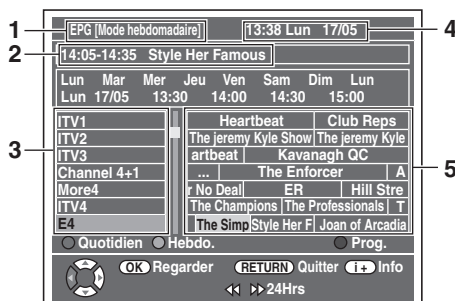 1 EPG [Mode hebdomadaire] 13:38 Lun 17/05 4
2 14:05-14:35 Style Her Famous
Lun Mar Mer Jeu Ven Sam Dim Lun
Lun 17/05 13:30 14:00 14:30 15:00
3 5
ITV1 Heartbeat Club Reps
ITV2 The jeremy Kyle Show The jeremy Kyle
ITV3 artbeat Kavanagh QC
Channel 4+1 ... The Enforcer A
More4 r No Deal ER Hill Stre
ITV4 The Champions The Professionals T
E4 The Simp Style Her F Joan of Arcadia
Quotidien Hebdo. Prog.
OK Regarder RETURN Quitter i+ Info
24Hrs